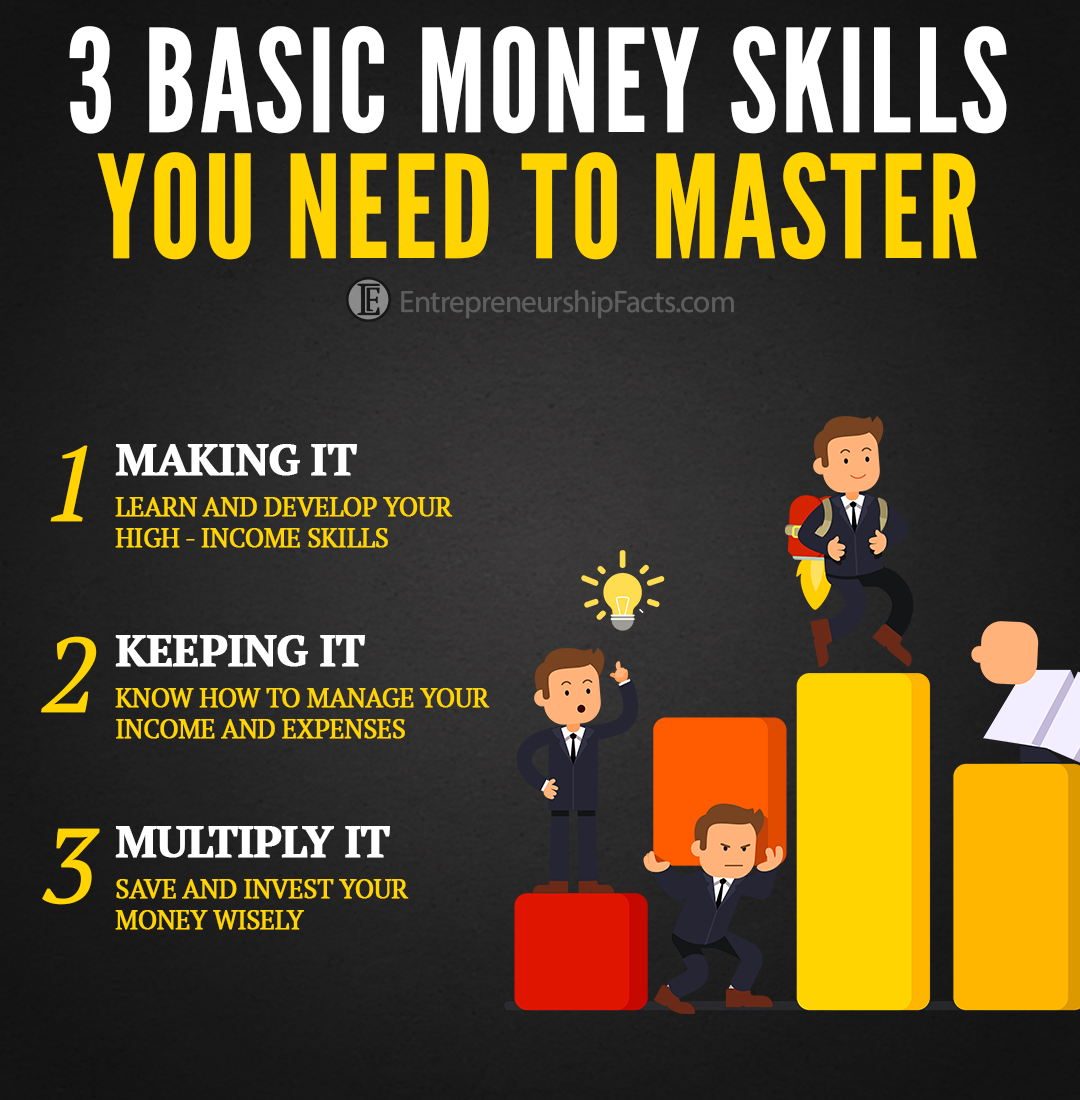 3 BASIC MONEY SKILLS
YOU NEED TO MASTER
E EntrepreneurshipFacts.com
1 MAKING IT
LEARN AND DEVELOP YOUR
HIGH - INCOME SKILLS
2 KEEPING IT
KNOW HOW TO MANAGE YOUR
INCOME AND EXPENSES
3 MULTIPLY IT
SAVE AND INVEST YOUR
MONEY WISELY